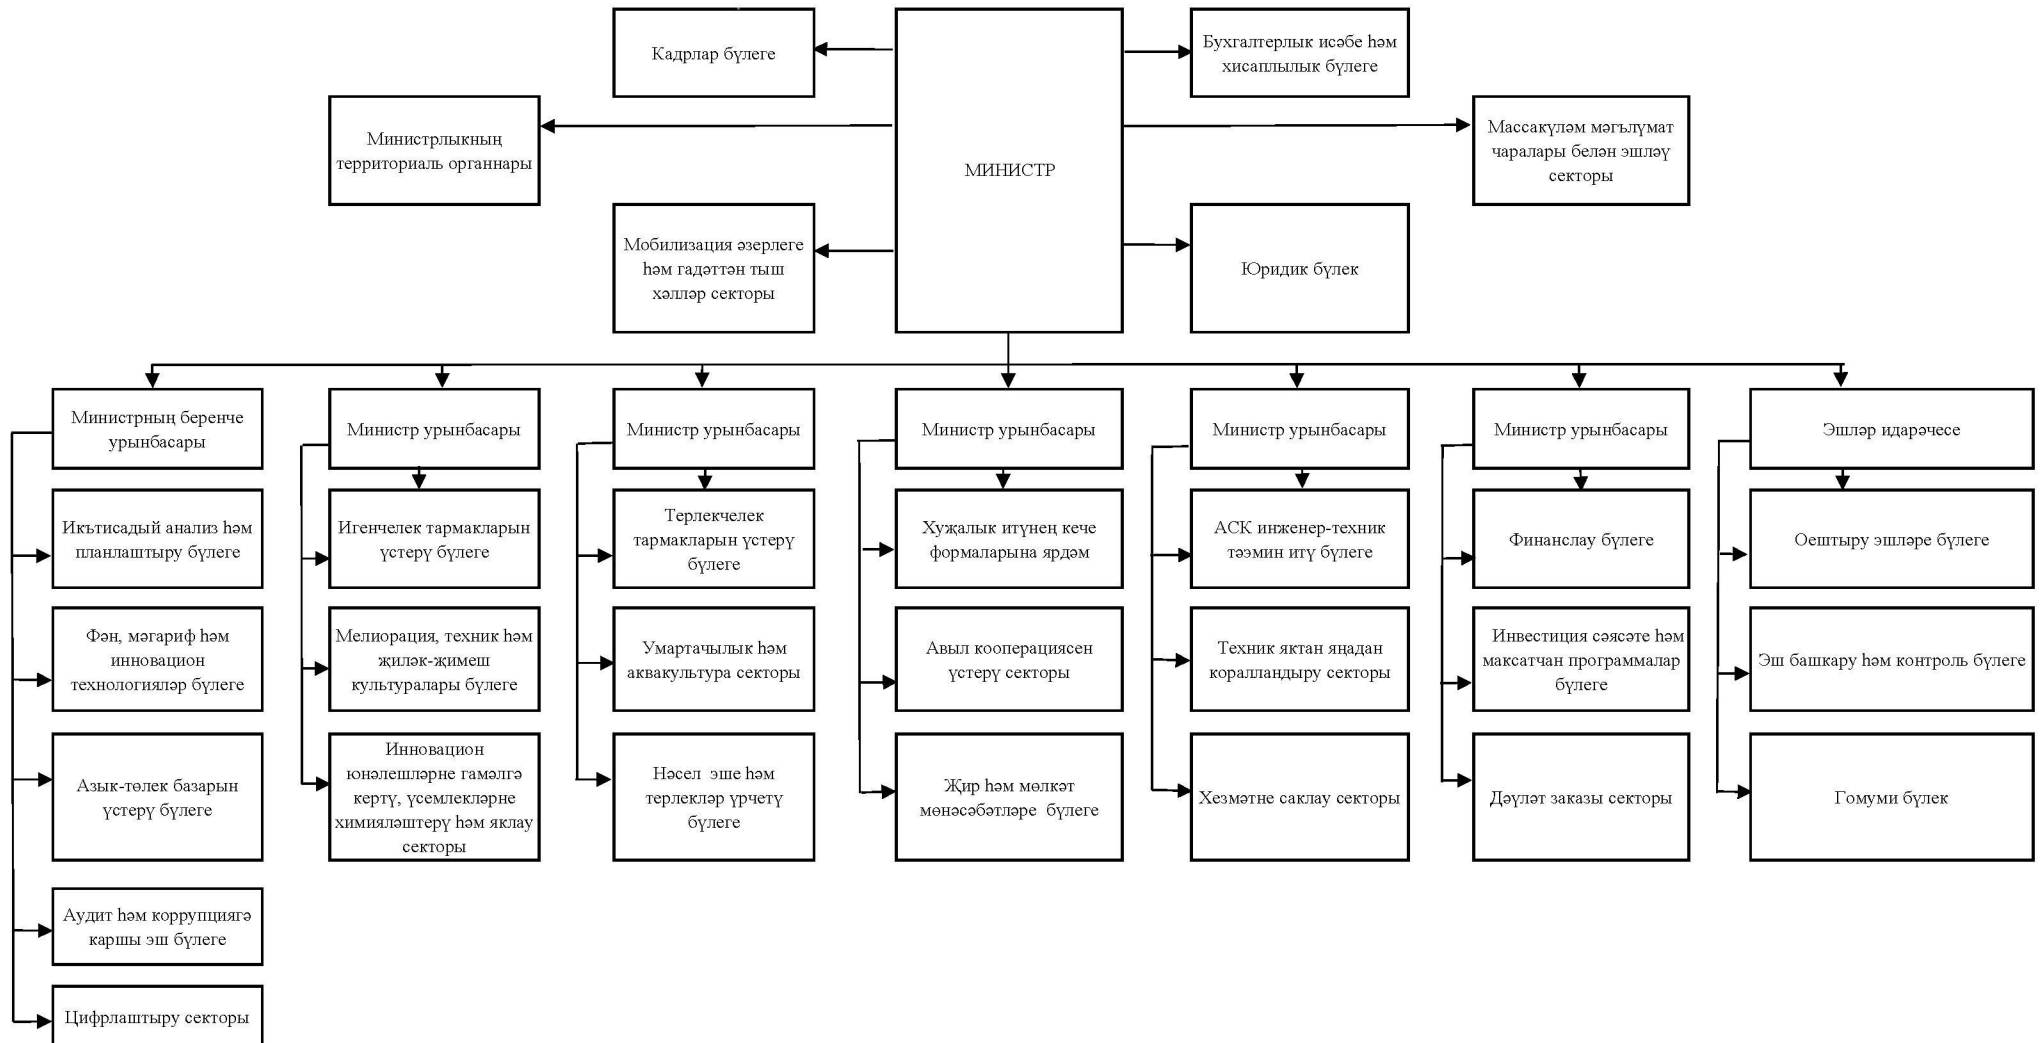 Кадрлар бүлеге
МИНИСТР
Бухгалтерлык исәбе һәм
хисаплылык бүлеге
Министрлыкның
территориаль органнары
Массакүләм мәгълүмат
чаралары белән эшләү
секторы
Мобилизация әзерлеге
һәм гадәттән тыш
хәлләр секторы
Юридик бүлек
Министрның беренче
урынбасары
Министр урынбасары
Министр урынбасары
Министр урынбасары
Министр урынбасары
Министр урынбасары
Эшләр идарәчесе
Икътисадый анализ һәм
планлаштыру бүлеге
Игенчелек тармакларын
үстерү бүлеге
Терлекчелек
тармакларын үстерү
бүлеге
Хуҗалык итүнең кече
формаларына ярдәм
АСК инженер-техник
тәэмин итү бүлеге
Финанслау бүлеге
Оештыру эшләре бүлеге
Фән, мәгариф һәм
инновацион
технологияләр бүлеге
Мелиорация, техник һәм
җиләк-җимеш
культуралары бүлеге
Умартачылык һәм
аквакультура секторы
Авыл кооперациясен
үстерү секторы
Техник яктан яңадан
коралландыру секторы
Инвестиция сәясәте һәм
максатчан программалар
бүлеге
Эш башкару һәм контроль бүлеге
Азык-төлек базарын
үстерү бүлеге
Инновацион
юнәлешләрне гамәлгә
кертү, үсемлекләрне
химияләштерү һәм яклау
секторы
Нәсел эше һәм
терлекләр үрчетү
бүлеге
Җир һәм мөлкәт
мөнәсәбәтләре бүлеге
Хезмәтне саклау секторы
Дәүләт заказы секторы
Гомуми бүлек
Аудит һәм коррупциягә
каршы эш бүлеге
Цифрлаштыру секторы